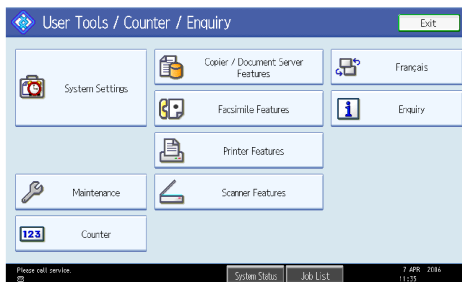 User Tools / Counter / Enquiry
Exit
System Settings
Copier / Document Server
Features
Français
Facsimile Features
Enquiry
Printer Features
Maintenance
Scanner Features
123
Counter
Please call service.
System Status
Job List
7 APR 2006
11:35